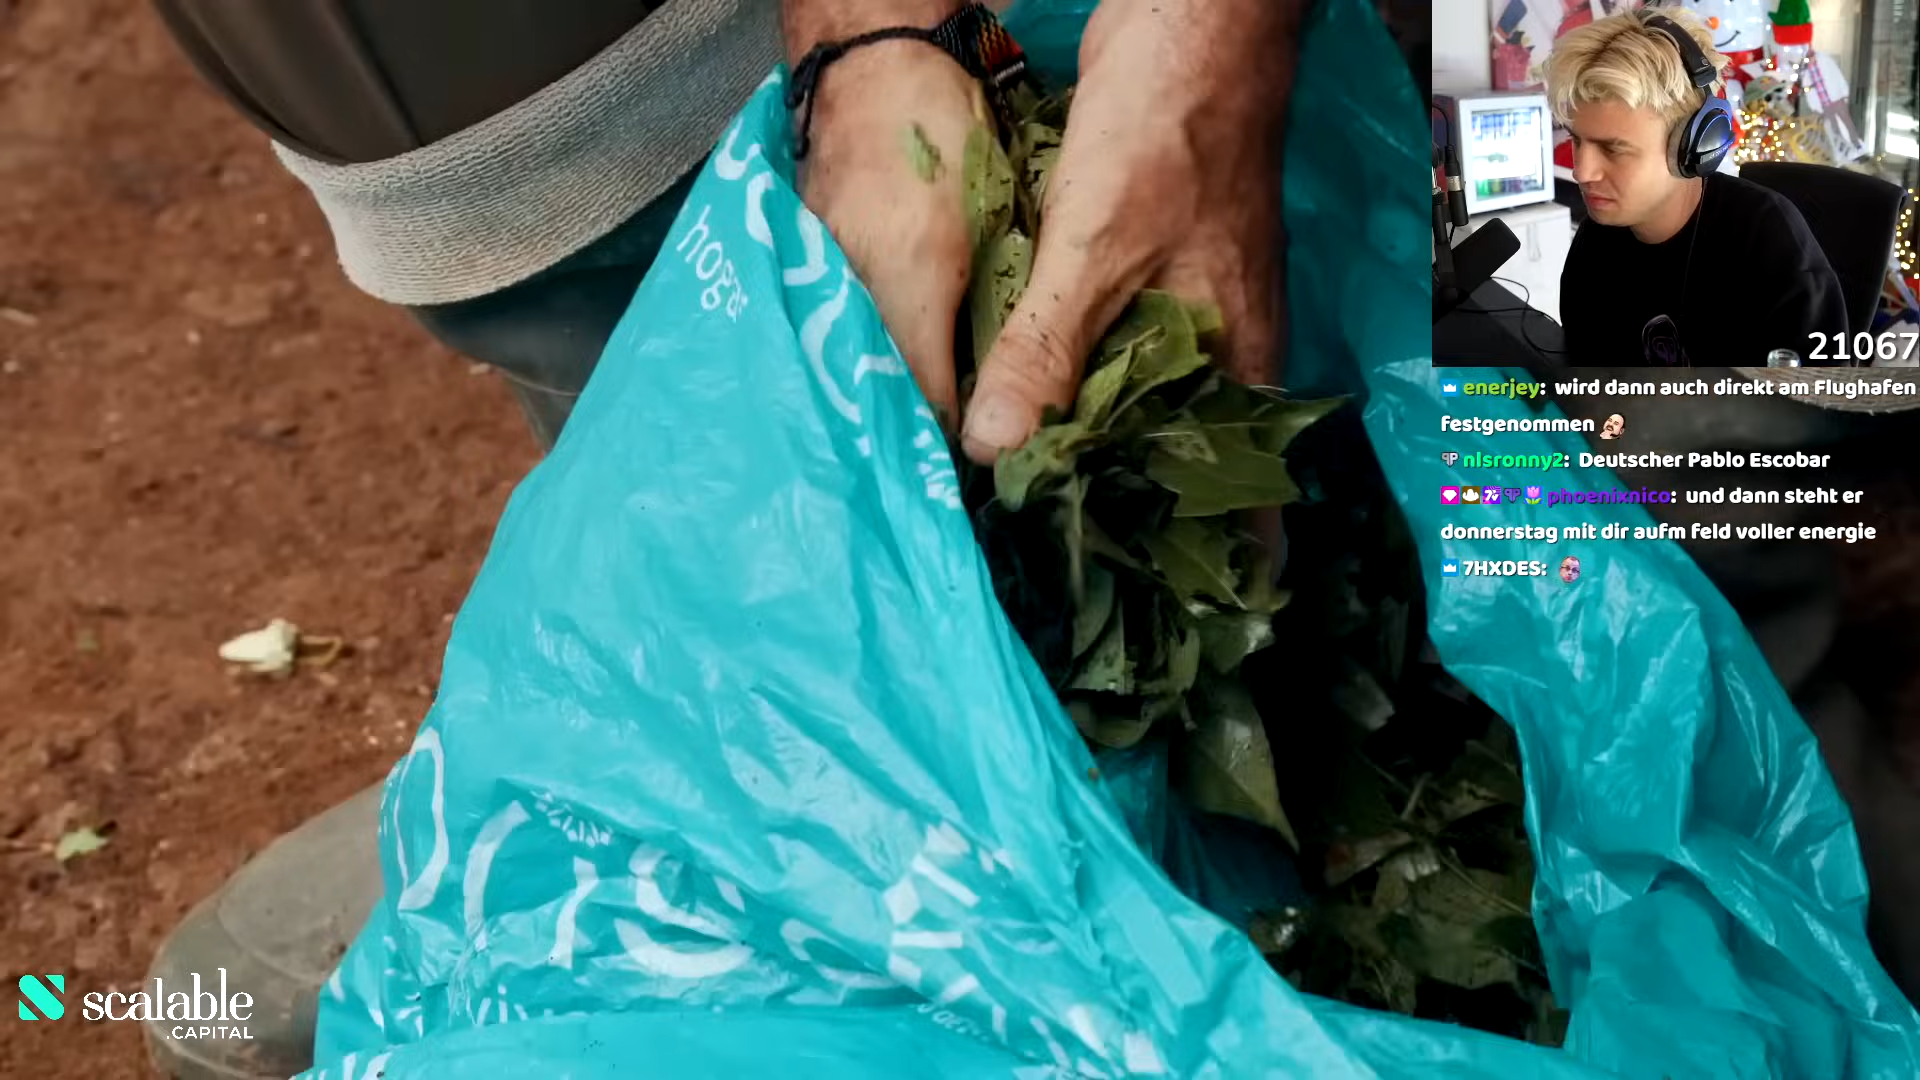 hogar
21067
enerjey: wird dann auch direkt am Flughafen
festgenommen
nlsronny2: Deutscher Pablo Escobar
phoenixnico: und dann steht er
donnerstag mit dir aufm feld voller energie
7HXDES:
scalable
.CAPITAL